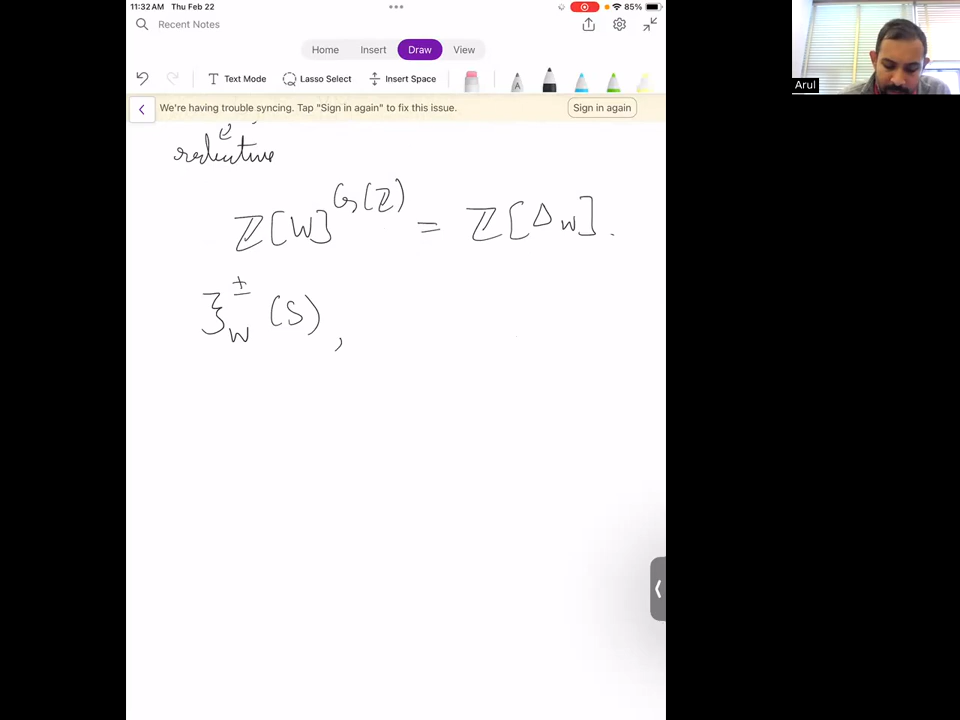 11:32 AM Thu Feb 22
85%
Recent Notes
Home Insert Draw View
Text Mode Lasso Select Insert Space
We're having trouble syncing. Tap "Sign in again" to fix this issue. Sign in again
Arul
reductive
ℤ[W]^{G(ℤ)} = ℤ[Δ_W].
ξ^±_W (s),